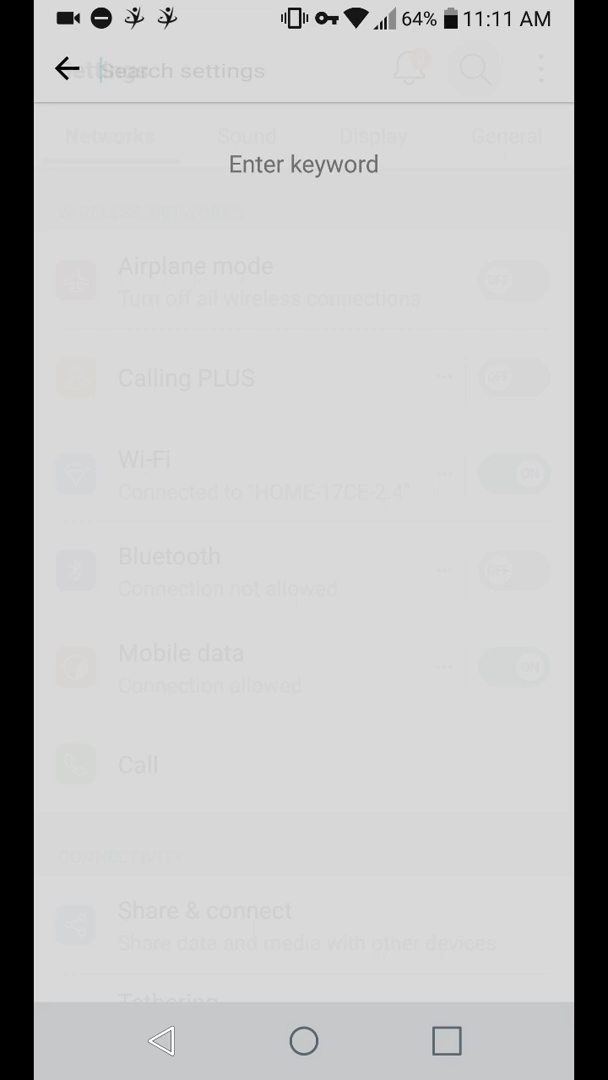 64% 11:11 AM
Settings
Search settings
Networks Sound Display General
Enter keyword
Airplane mode
OFF
Turn off all wireless connections
Calling PLUS
OFF
Wi-Fi
ON
Connected to "HOME-17CE-2.4"
Bluetooth
OFF
Connection not allowed
Mobile data
ON
Connection allowed
Call
CONNECTIVITY
Share & connect
Share data and media with other devices
Tethering